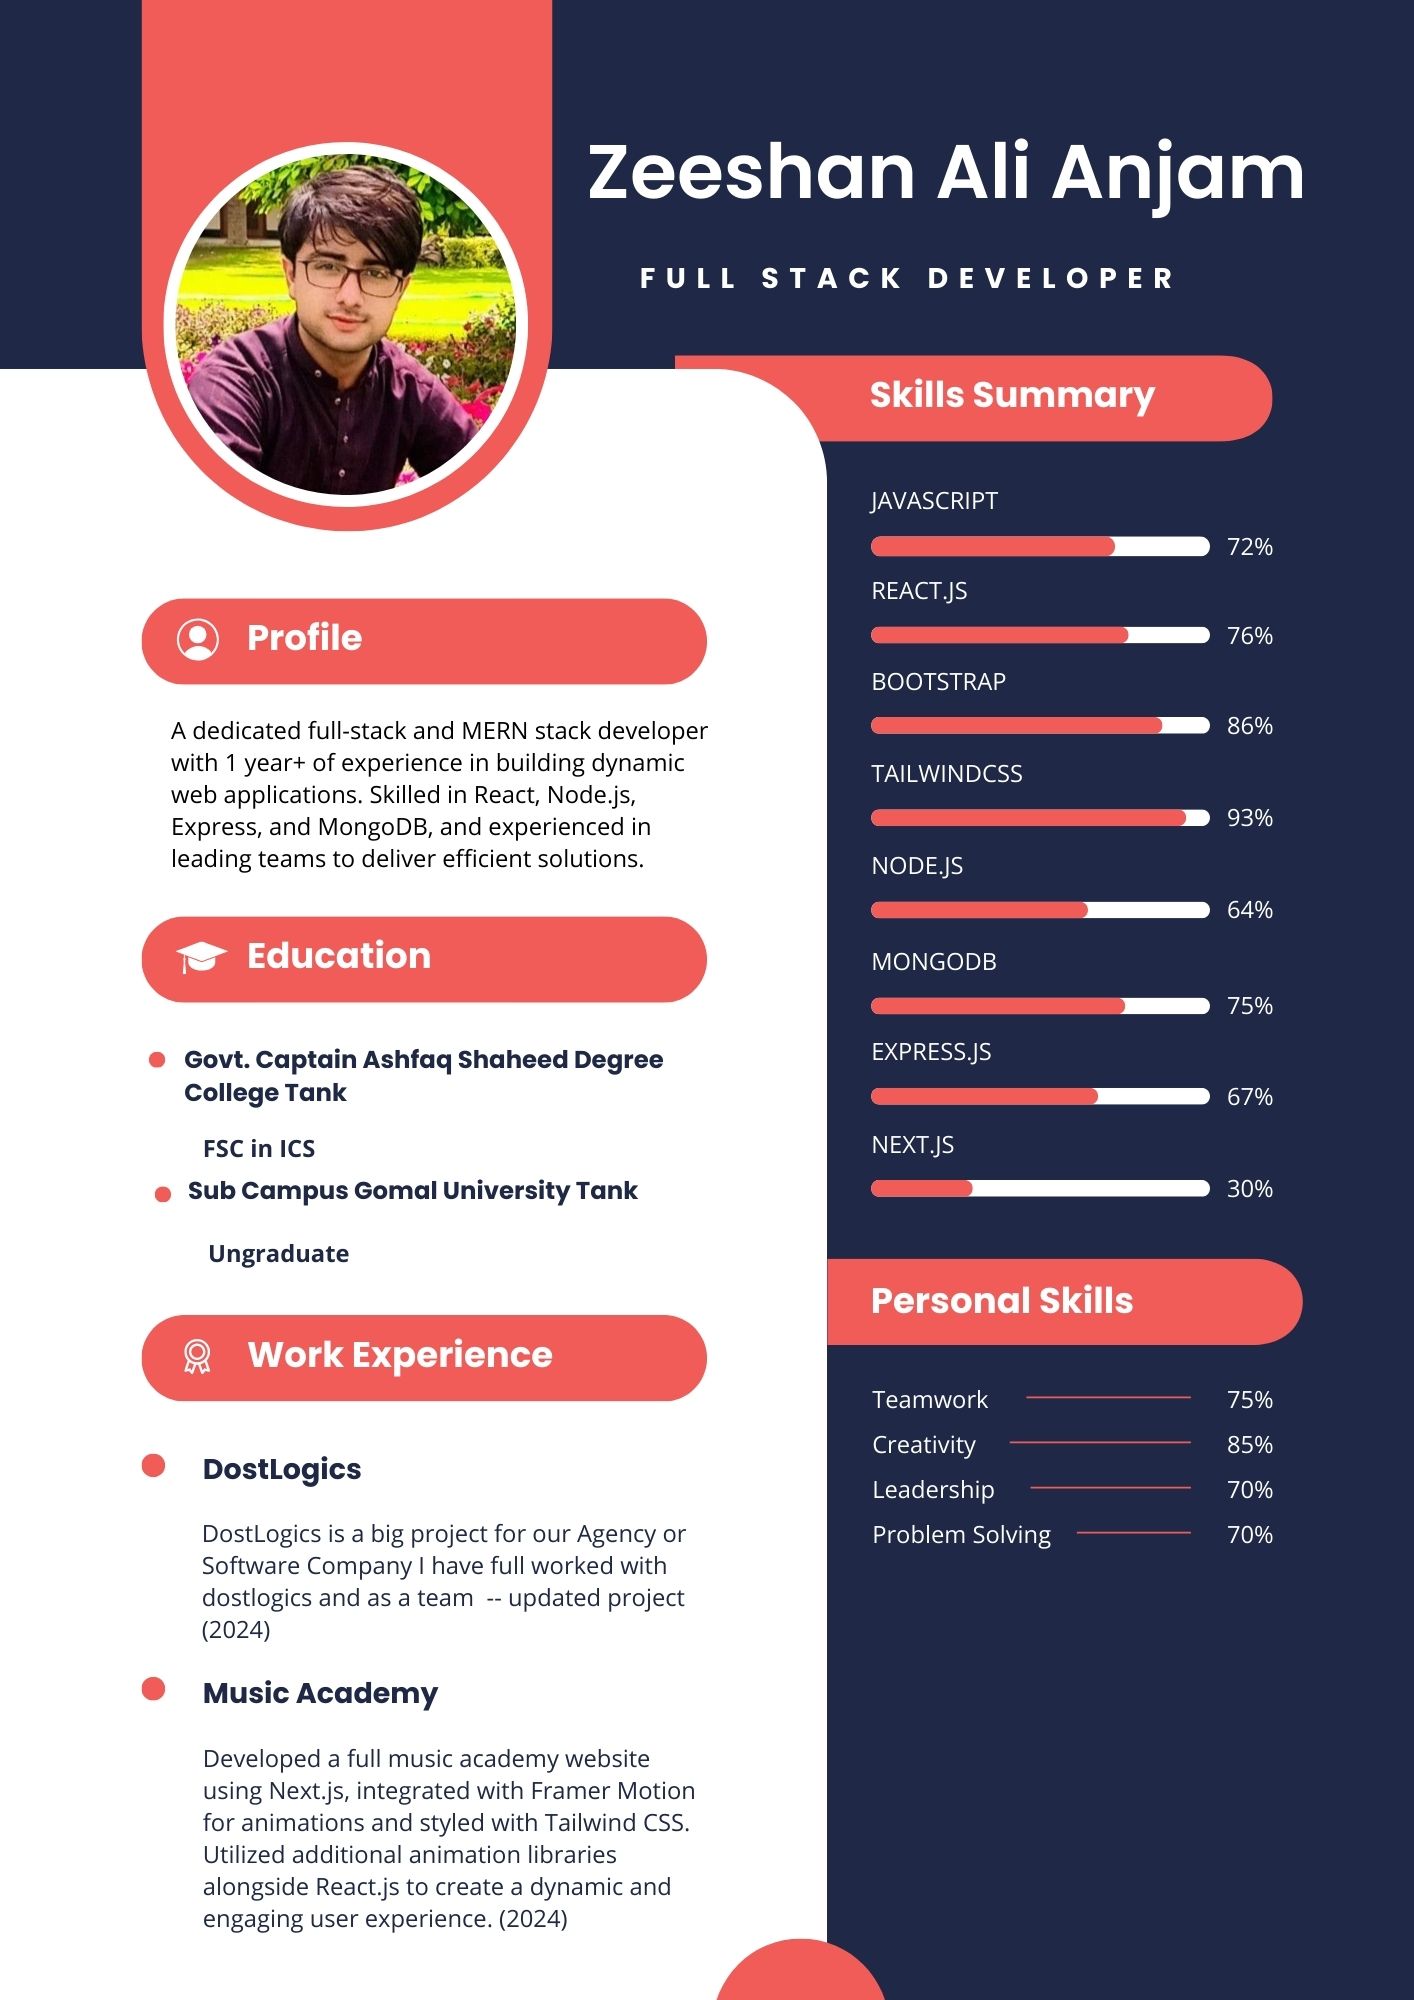 Zeeshan Ali Anjam
FULL STACK DEVELOPER
Profile
A dedicated full-stack and MERN stack developer
with 1 year+ of experience in building dynamic
web applications. Skilled in React, Node.js,
Express, and MongoDB, and experienced in
leading teams to deliver efficient solutions.
Education
Govt. Captain Ashfaq Shaheed Degree
College Tank
FSC in ICS
Sub Campus Gomal University Tank
Ungraduate
Work Experience
DostLogics
DostLogics is a big project for our Agency or
Software Company I have full worked with
dostlogics and as a team -- updated project
(2024)
Music Academy
Developed a full music academy website
using Next.js, integrated with Framer Motion
for animations and styled with Tailwind CSS.
Utilized additional animation libraries
alongside React.js to create a dynamic and
engaging user experience. (2024)
Skills Summary
JAVASCRIPT
72%
REACT.JS
76%
BOOTSTRAP
86%
TAILWINDCSS
93%
NODE.JS
64%
MONGODB
75%
EXPRESS.JS
67%
NEXT.JS
30%
Personal Skills
Teamwork 75%
Creativity 85%
Leadership 70%
Problem Solving 70%